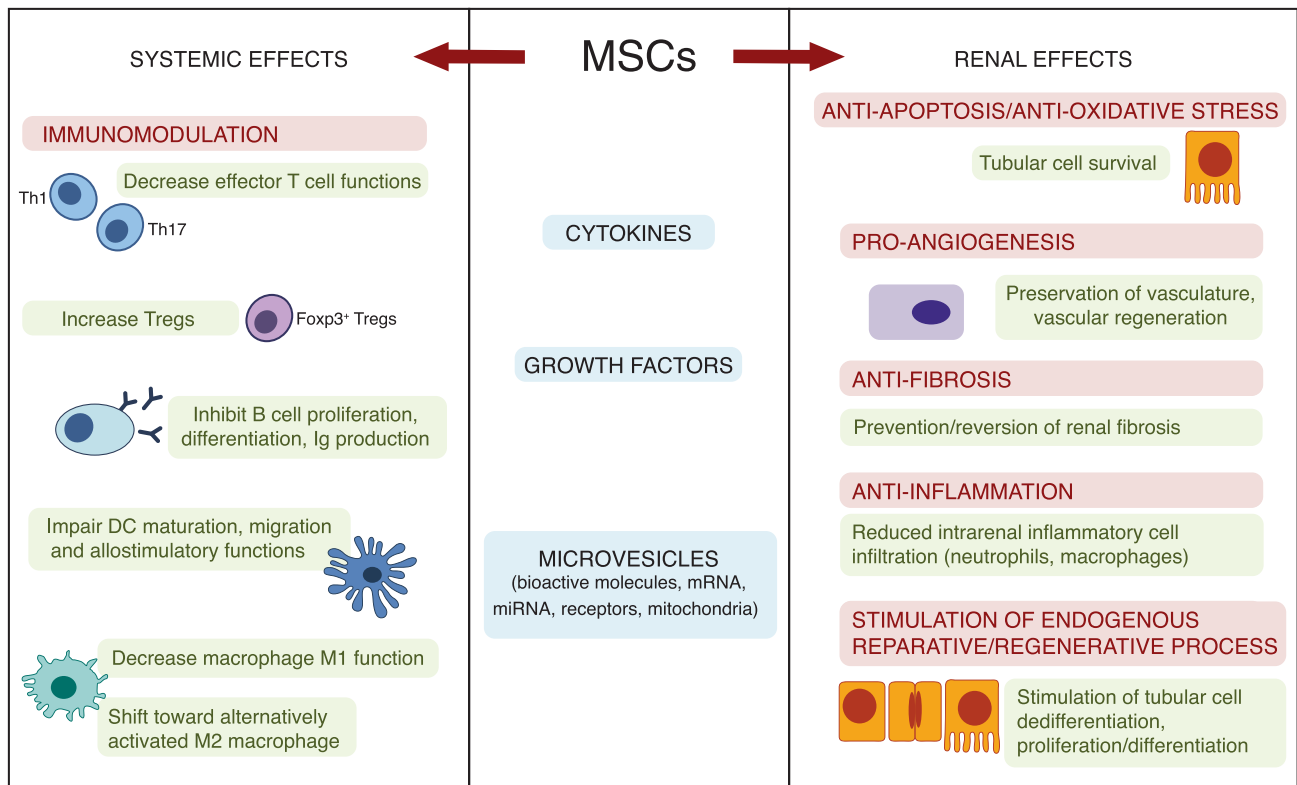 MSCs
SYSTEMIC EFFECTS
IMMUNOMODULATION
Decrease effector T cell functions
Th1
Th17
Increase Tregs
Foxp3⁺ Tregs
Inhibit B cell proliferation,
differentiation, Ig production
Impair DC maturation, migration
and allostimulatory functions
Decrease macrophage M1 function
Shift toward alternatively
activated M2 macrophage
CYTOKINES
GROWTH FACTORS
MICROVESICLES
(bioactive molecules, mRNA,
miRNA, receptors, mitochondria)
RENAL EFFECTS
ANTI-APOPTOSIS/ANTI-OXIDATIVE STRESS
Tubular cell survival
PRO-ANGIOGENESIS
Preservation of vasculature,
vascular regeneration
ANTI-FIBROSIS
Prevention/reversion of renal fibrosis
ANTI-INFLAMMATION
Reduced intrarenal inflammatory cell
infiltration (neutrophils, macrophages)
STIMULATION OF ENDOGENOUS
REPARATIVE/REGENERATIVE PROCESS
Stimulation of tubular cell
dedifferentiation,
proliferation/differentiation